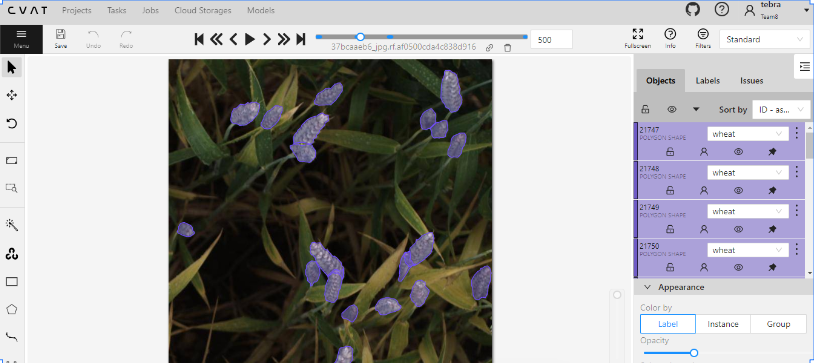 CVAT
Projects
Tasks
Jobs
Cloud Storages
Models
tebra
Team8
Menu
Save
Undo
Redo
37bcaaeb6_jpg.rf.af0500cda4c838d916
500
Fullscreen
Info
Filters
Standard
Objects
Labels
Issues
Sort by
ID - as...
21747
POLYGON SHAPE
wheat
21748
POLYGON SHAPE
wheat
21749
POLYGON SHAPE
wheat
21750
POLYGON SHAPE
wheat
Appearance
Color by
Label
Instance
Group
Opacity